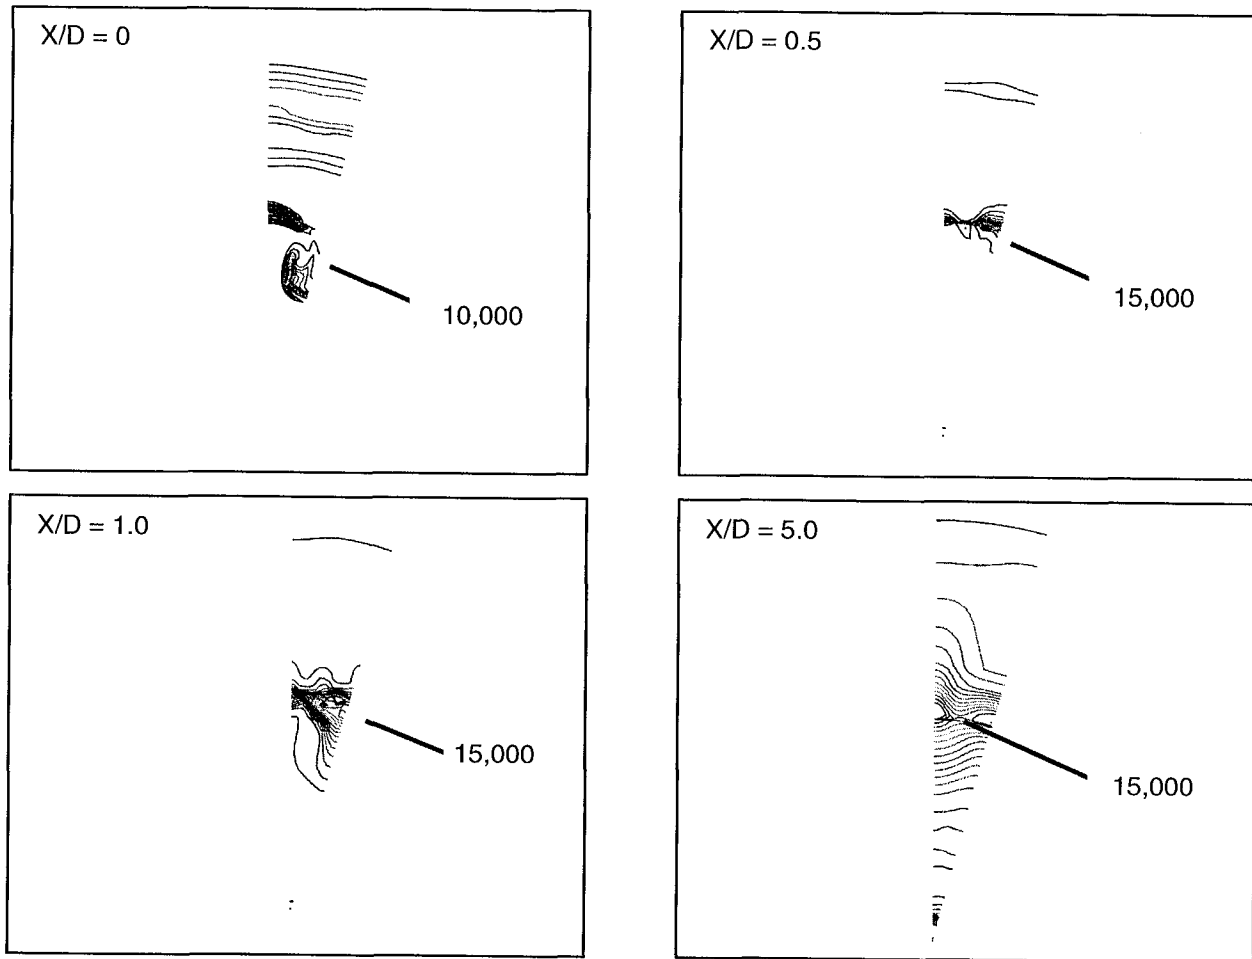 X/D = 0
10,000
X/D = 0.5
15,000
X/D = 1.0
15,000
X/D = 5.0
15,000